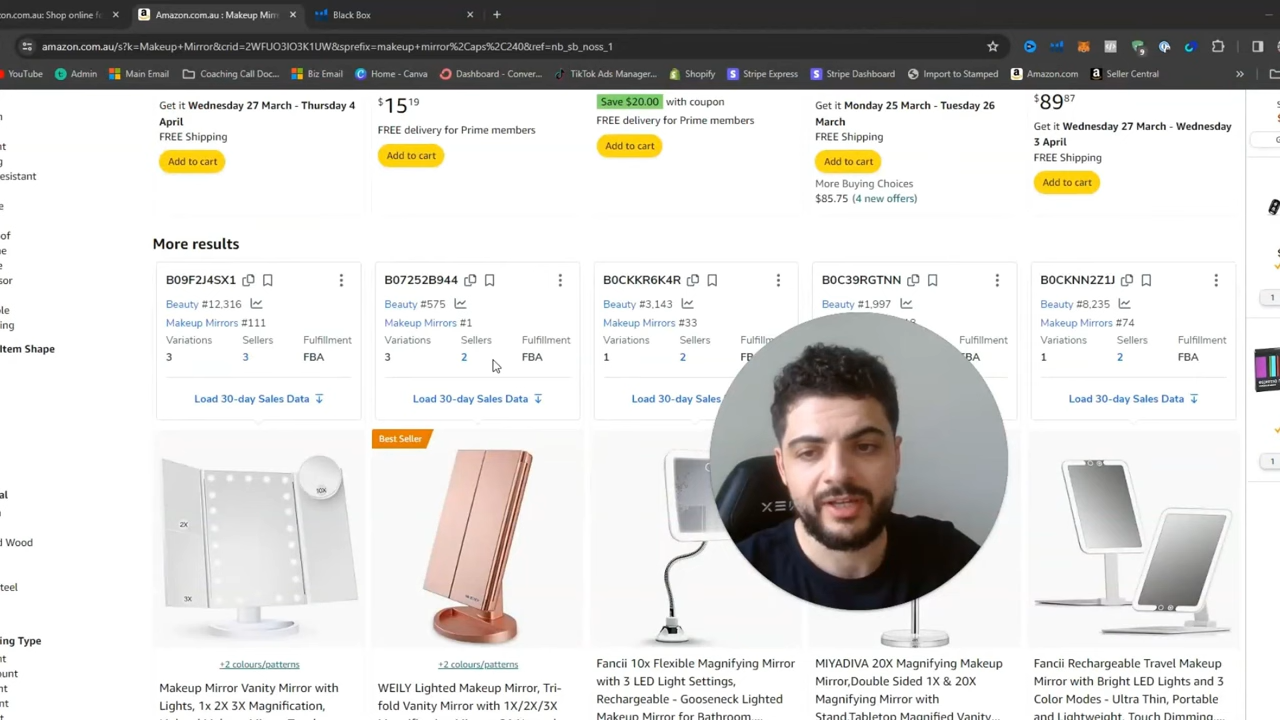 azon.com.au: Shop online f
Amazon.com.au : Makeup Mirr
Black Box
amazon.com.au/s?k=Makeup+Mirror&crid=2WFUO3IO3K1UW&sprefix=makeup+mirror%2Caps%2C240&ref=nb_sb_noss_1
YouTube
Admin
Main Email
Coaching Call Doc...
Biz Email
Home - Canva
Dashboard - Conver...
TikTok Ads Manager...
Shopify
Stripe Express
Stripe Dashboard
Import to Stamped
Amazon.com
Seller Central
Get it Wednesday 27 March - Thursday 4
April
FREE Shipping
Add to cart
$15 19
FREE delivery for Prime members
Add to cart
Save $20.00 with coupon
FREE delivery for Prime members
Add to cart
Get it Monday 25 March - Tuesday 26
March
FREE Shipping
Add to cart
More Buying Choices
$85.75 (4 new offers)
$89 87
Get it Wednesday 27 March - Wednesday
3 April
FREE Shipping
Add to cart
esistant
of
sor
Item Shape
d Wood
teel
ing Type
More results
B09F2J4SX1
Beauty #12,316
Makeup Mirrors #111
Variations Sellers Fulfillment
3 3 FBA
Load 30-day Sales Data
B07252B944
Beauty #575
Makeup Mirrors #1
Variations Sellers Fulfillment
3 2 FBA
Load 30-day Sales Data
B0CKKR6K4R
Beauty #3,143
Makeup Mirrors #33
Variations Sellers Fulfillment
1 2 FB
Load 30-day Sales Da
B0C39RGTNN
Beauty #1,997
B0CKNN2Z1J
Beauty #8,235
Makeup Mirrors #74
Variations Sellers Fulfillment
1 2 FBA
Load 30-day Sales Data
10X
2X
3X
Best Seller
+2 colours/patterns
Makeup Mirror Vanity Mirror with
Lights, 1x 2X 3X Magnification,
+2 colours/patterns
WEILY Lighted Makeup Mirror, Tri-
fold Vanity Mirror with 1X/2X/3X
Fancii 10x Flexible Magnifying Mirror
with 3 LED Light Settings,
Rechargeable - Gooseneck Lighted
Makeup Mirror for Bathroom,...
MIYADIVA 20X Magnifying Makeup
Mirror,Double Sided 1X & 20X
Magnifying Mirror with
Stand,Tabletop Magnified Vanity
Fancii Rechargeable Travel Makeup
Mirror with Bright LED Lights and 3
Color Modes - Ultra Thin, Portable
and Lightweight, Touch Dimming,